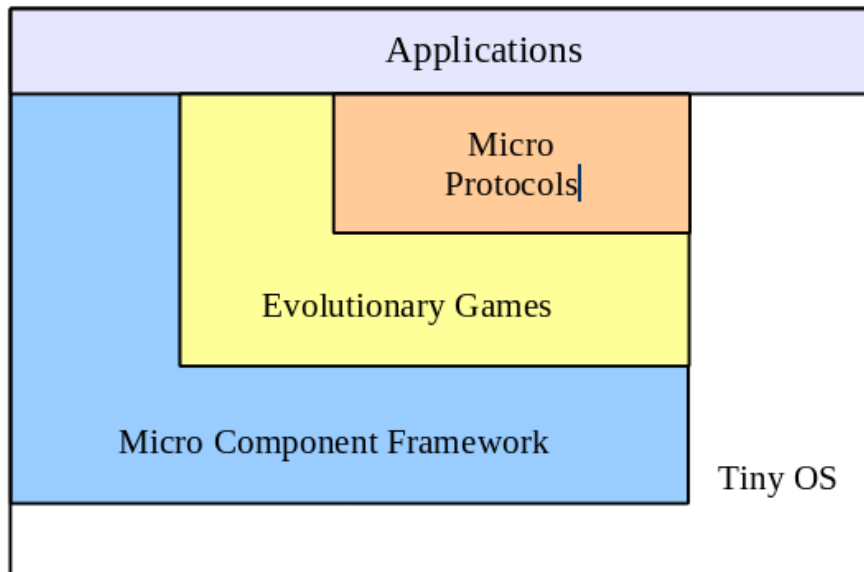 Applications
Micro
Protocols
Evolutionary Games
Micro Component Framework
Tiny OS